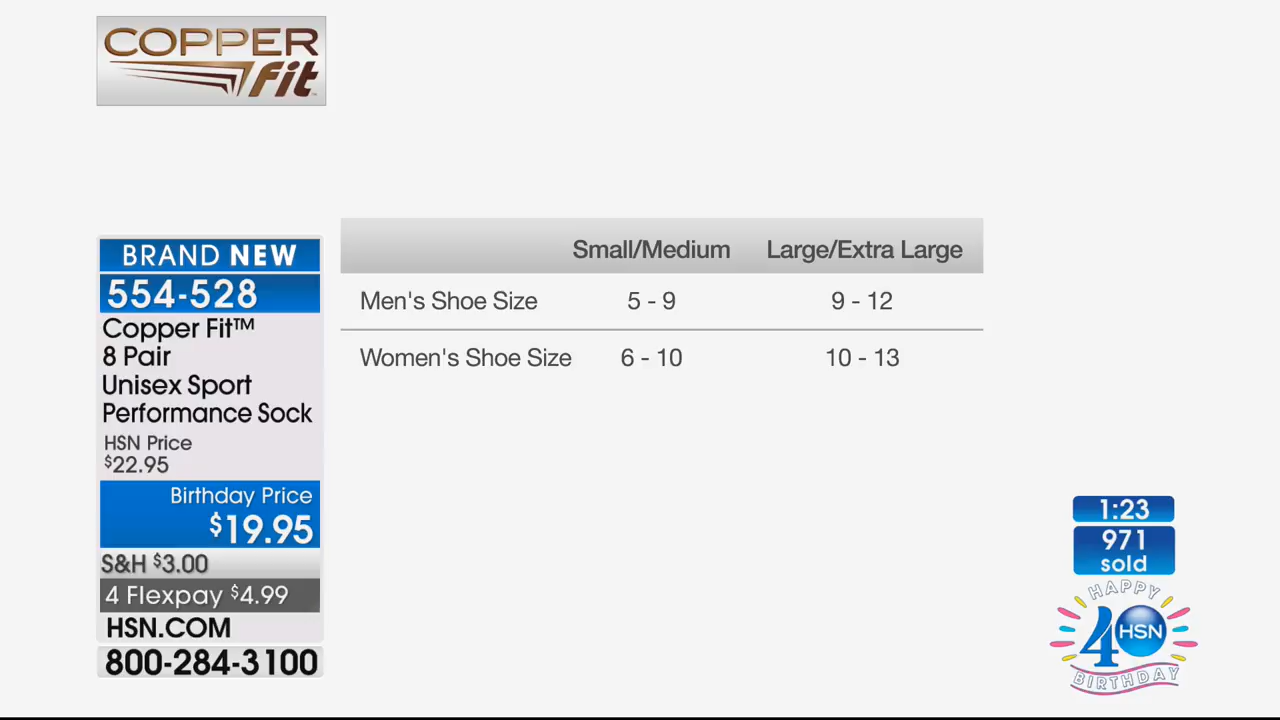 COPPER
fit
BRAND NEW
554-528
Copper Fit™
8 Pair
Unisex Sport
Performance Sock
HSN Price
$22.95
Birthday Price
$19.95
S&H $3.00
4 Flexpay $4.99
HSN.COM
800-284-3100
Small/Medium Large/Extra Large
Men's Shoe Size 5 - 9 9 - 12
Women's Shoe Size 6 - 10 10 - 13
1:23
971
sold
HAPPY
40 HSN
BIRTHDAY